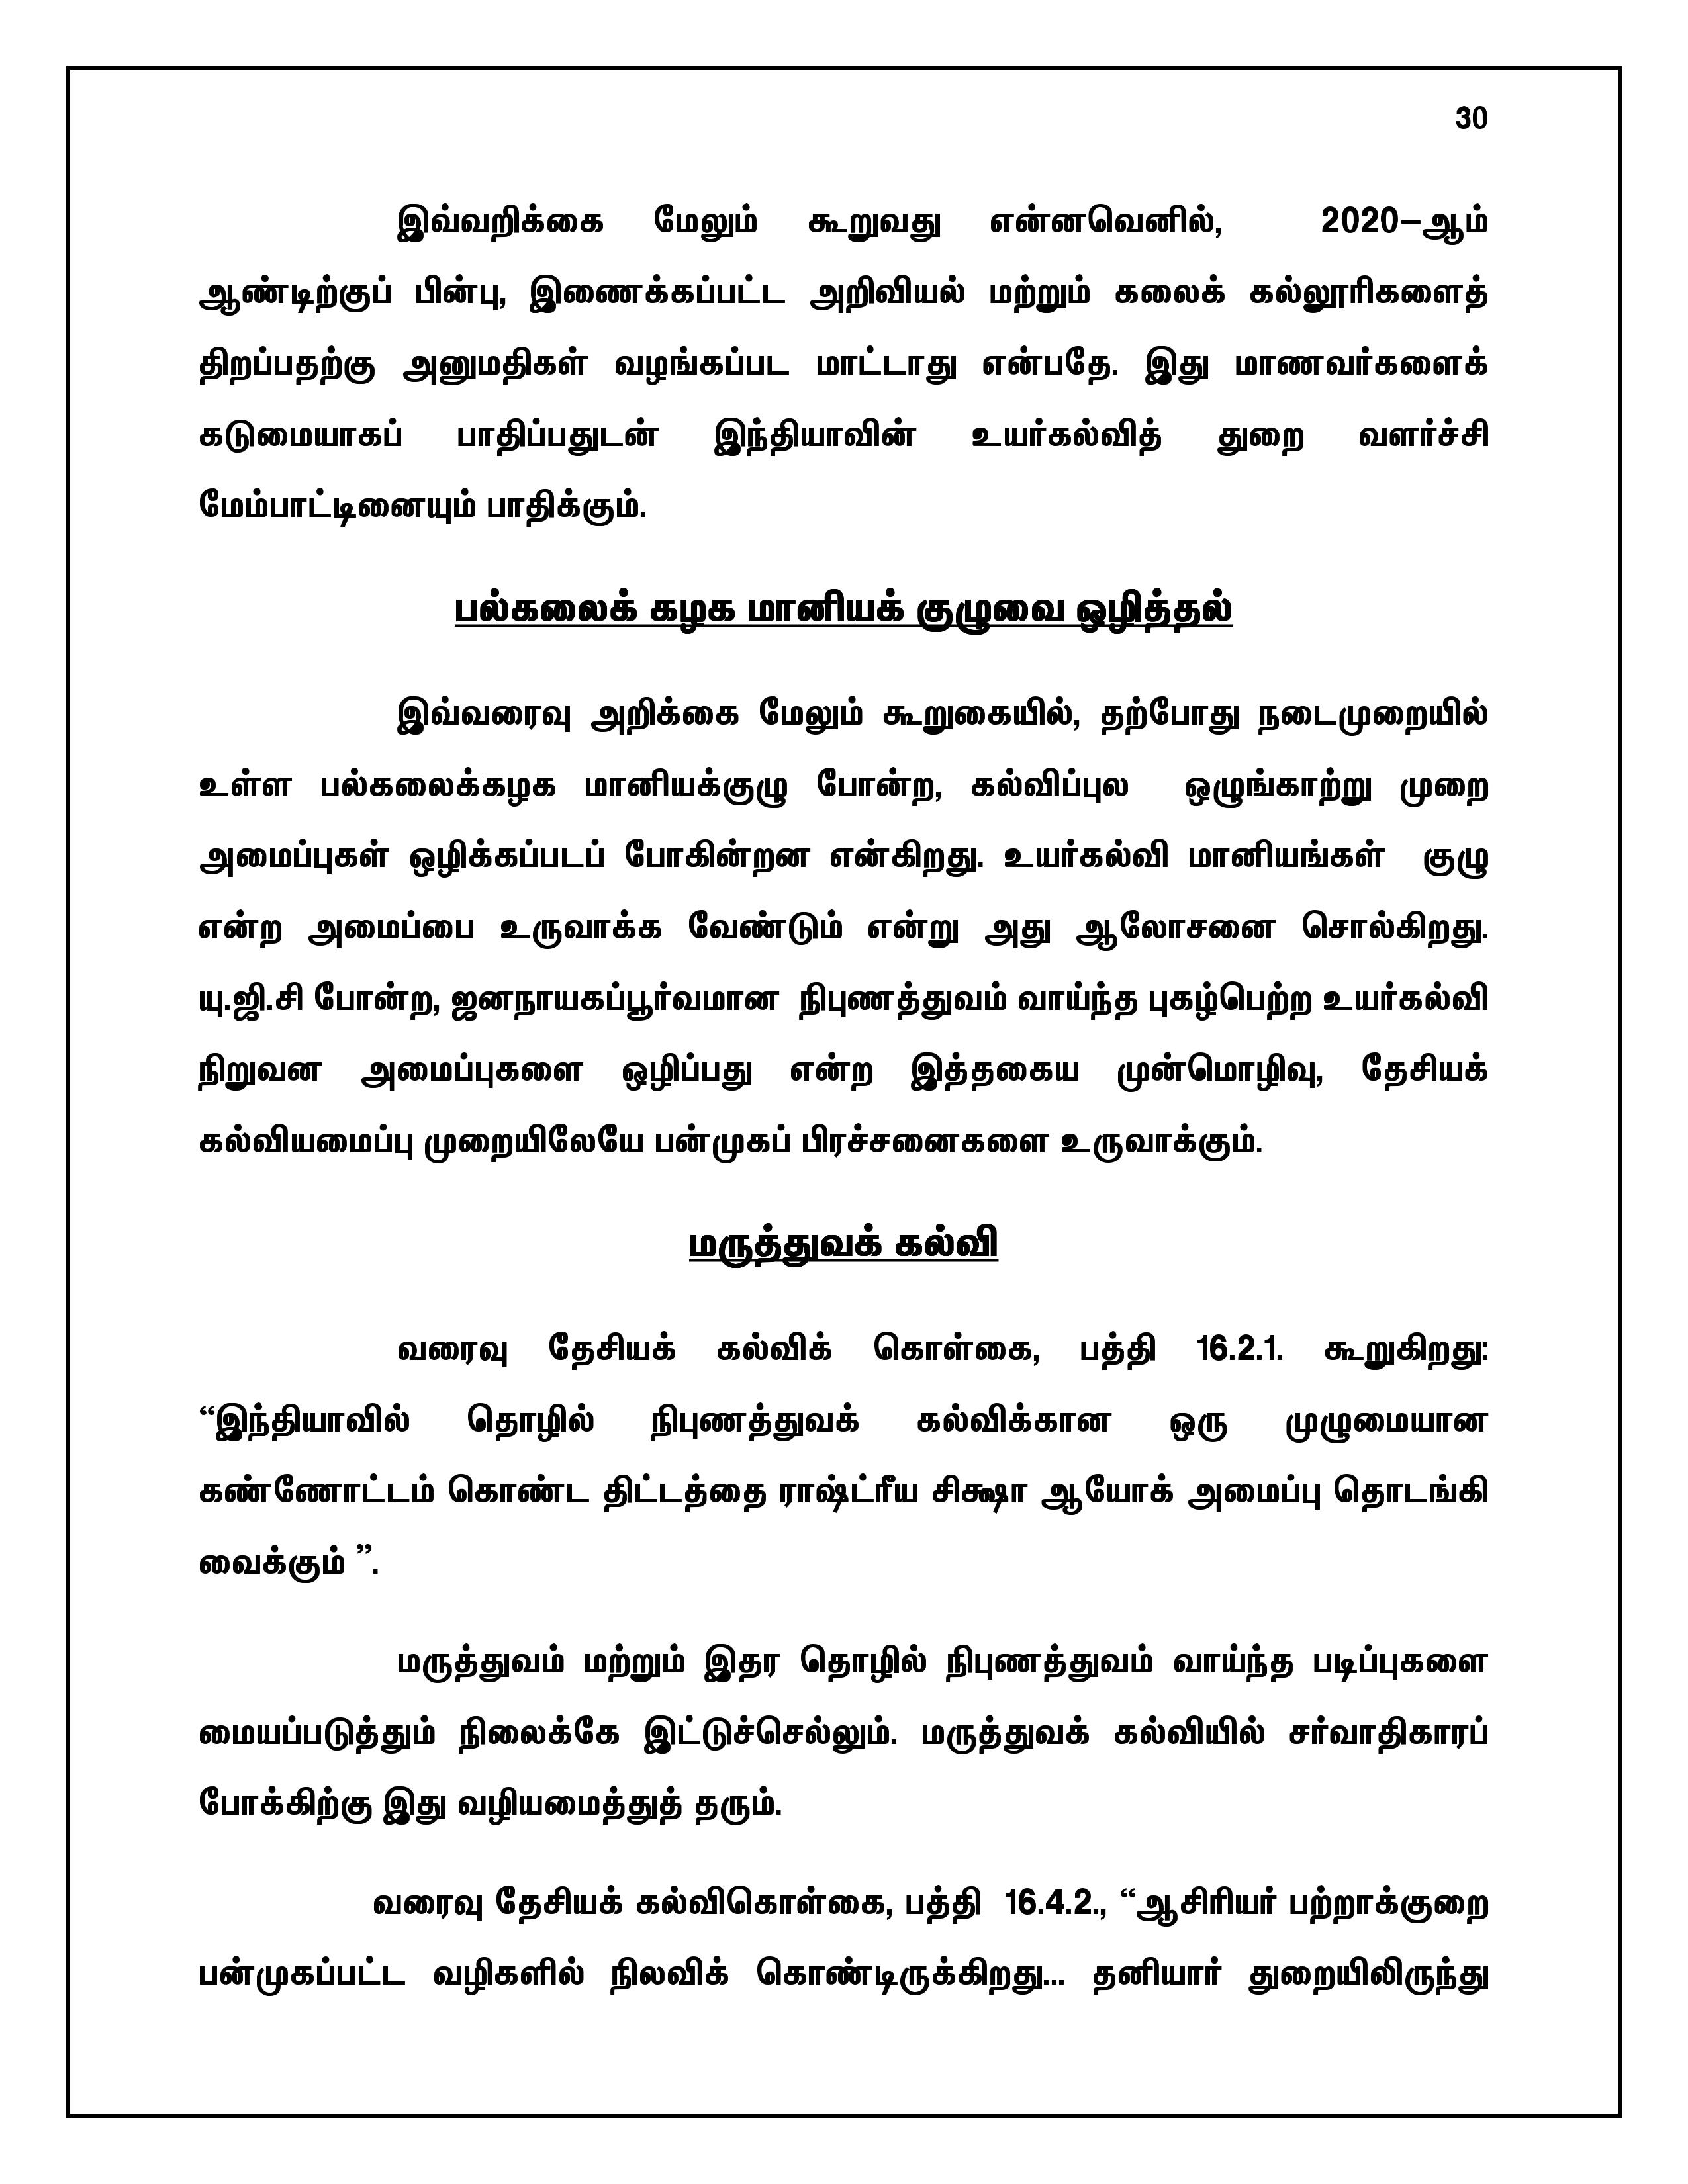 30
இவ்வறிக்கை மேலும் கூறுவது என்னவெனில், 2020–ஆம்
ஆண்டிற்குப் பின்பு, இணைக்கப்பட்ட அறிவியல் மற்றும் கலைக் கல்லூரிகளைத்
திறப்பதற்கு அனுமதிகள் வழங்கப்பட மாட்டாது என்பதே. இது மாணவர்களைக்
கடுமையாகப் பாதிப்பதுடன் இந்தியாவின் உயர்கல்வித் துறை வளர்ச்சி
மேம்பாட்டினையும் பாதிக்கும்.
பல்கலைக் கழக மானியக் குழுவை ஒழித்தல்
இவ்வரைவு அறிக்கை மேலும் கூறுகையில், தற்போது நடைமுறையில்
உள்ள பல்கலைக்கழக மானியக்குழு போன்ற, கல்விப்புல ஒழுங்காற்று முறை
அமைப்புகள் ஒழிக்கப்படப் போகின்றன என்கிறது. உயர்கல்வி மானியங்கள் குழு
என்ற அமைப்பை உருவாக்க வேண்டும் என்று அது ஆலோசனை சொல்கிறது.
யு.ஜி.சி போன்ற, ஜனநாயகப்பூர்வமான நிபுணத்துவம் வாய்ந்த புகழ்பெற்ற உயர்கல்வி
நிறுவன அமைப்புகளை ஒழிப்பது என்ற இத்தகைய முன்மொழிவு, தேசியக்
கல்வியமைப்பு முறையிலேயே பன்முகப் பிரச்சனைகளை உருவாக்கும்.
மருத்துவக் கல்வி
வரைவு தேசியக் கல்விக் கொள்கை, பத்தி 16.2.1. கூறுகிறது:
“இந்தியாவில் தொழில் நிபுணத்துவக் கல்விக்கான ஒரு முழுமையான
கண்ணோட்டம் கொண்ட திட்டத்தை ராஷ்ட்ரீய சிக்ஷா ஆயோக் அமைப்பு தொடங்கி
வைக்கும் ”.
மருத்துவம் மற்றும் இதர தொழில் நிபுணத்துவம் வாய்ந்த படிப்புகளை
மையப்படுத்தும் நிலைக்கே இட்டுச்செல்லும். மருத்துவக் கல்வியில் சர்வாதிகாரப்
போக்கிற்கு இது வழியமைத்துத் தரும்.
வரைவு தேசியக் கல்விகொள்கை, பத்தி 16.4.2., “ஆசிரியர் பற்றாக்குறை
பன்முகப்பட்ட வழிகளில் நிலவிக் கொண்டிருக்கிறது... தனியார் துறையிலிருந்து